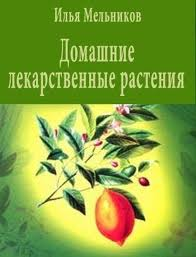 Илья Мельников
Домашние
лекарственные растения